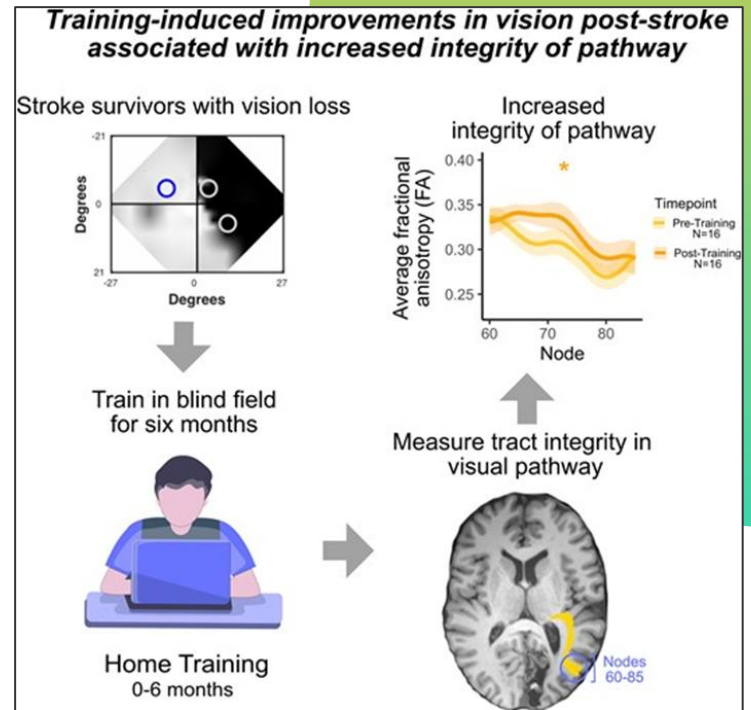 Training-induced improvements in vision post-stroke
associated with increased integrity of pathway
Stroke survivors with vision loss
-21
0
21
Degrees
-27
0
27
Degrees
Train in blind field
for six months
Home Training
0-6 months
Measure tract integrity in
visual pathway
Nodes
60-85
Increased
integrity of pathway
Average fractional
anisotropy (FA)
0.40
0.35
0.30
0.25
*
60
70
80
Node
Timepoint
Pre-Training
N=16
Post-Training
N=16